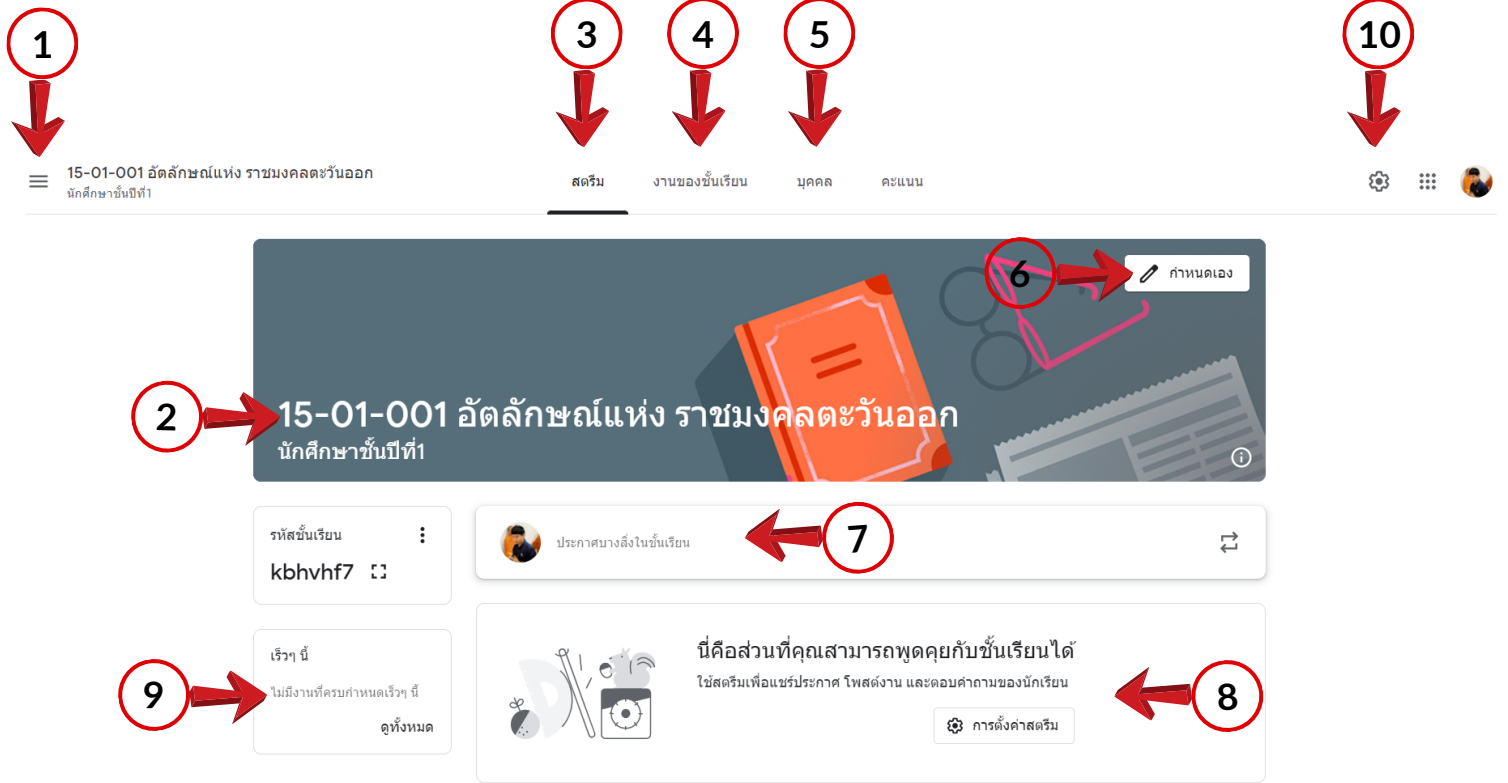 1
3
4
5
10
15-01-001 อัตลักษณ์แห่ง ราชมงคลตะวันออก
นักศึกษาชั้นปีที่1
สตรีม
งานของชั้นเรียน
บุคคล
คะแนน
6
กำหนดเอง
2
15-01-001 อัตลักษณ์แห่ง ราชมงคลตะวันออก
นักศึกษาชั้นปีที่1
รหัสชั้นเรียน
kbhvhf7
ประกาศบางสิ่งในชั้นเรียน
7
9
เร็วๆ นี้
ไม่มีงานที่ครบกำหนดเร็วๆ นี้
ดูทั้งหมด
นี่คือส่วนที่คุณสามารถพูดคุยกับชั้นเรียนได้
ใช้สตรีมเพื่อแชร์ประกาศ โพสต์งาน และตอบคำถามของนักเรียน
การตั้งค่าสตรีม
8